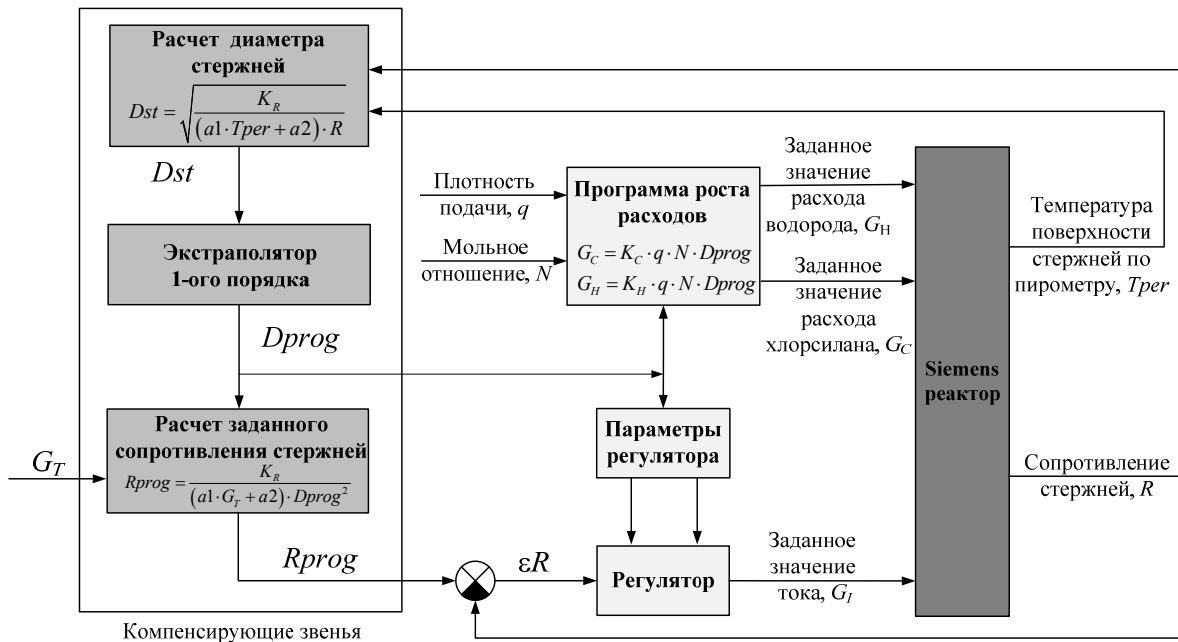 Расчет диаметра
стержней
Dst = √(K_R / ((a1·Tper + a2)·R))
Dst
Экстраполятор
1-ого порядка
Dprog
Расчет заданного
сопротивления стержней
Rprog = K_R / ((a1·G_T + a2)·Dprog²)
G_T
Rprog
Компенсирующие звенья
Плотность
подачи, q
Мольное
отношение, N
Программа роста
расходов
G_C = K_C · q · N · Dprog
G_H = K_H · q · N · Dprog
Параметры
регулятора
εR
Регулятор
Заданное
значение
расхода
водорода, G_H
Заданное
значение
расхода
хлорсилана, G_C
Заданное
значение
тока, G_I
Siemens
реактор
Температура
поверхности
стержней по
пирометру, Tper
Сопротивление
стержней, R